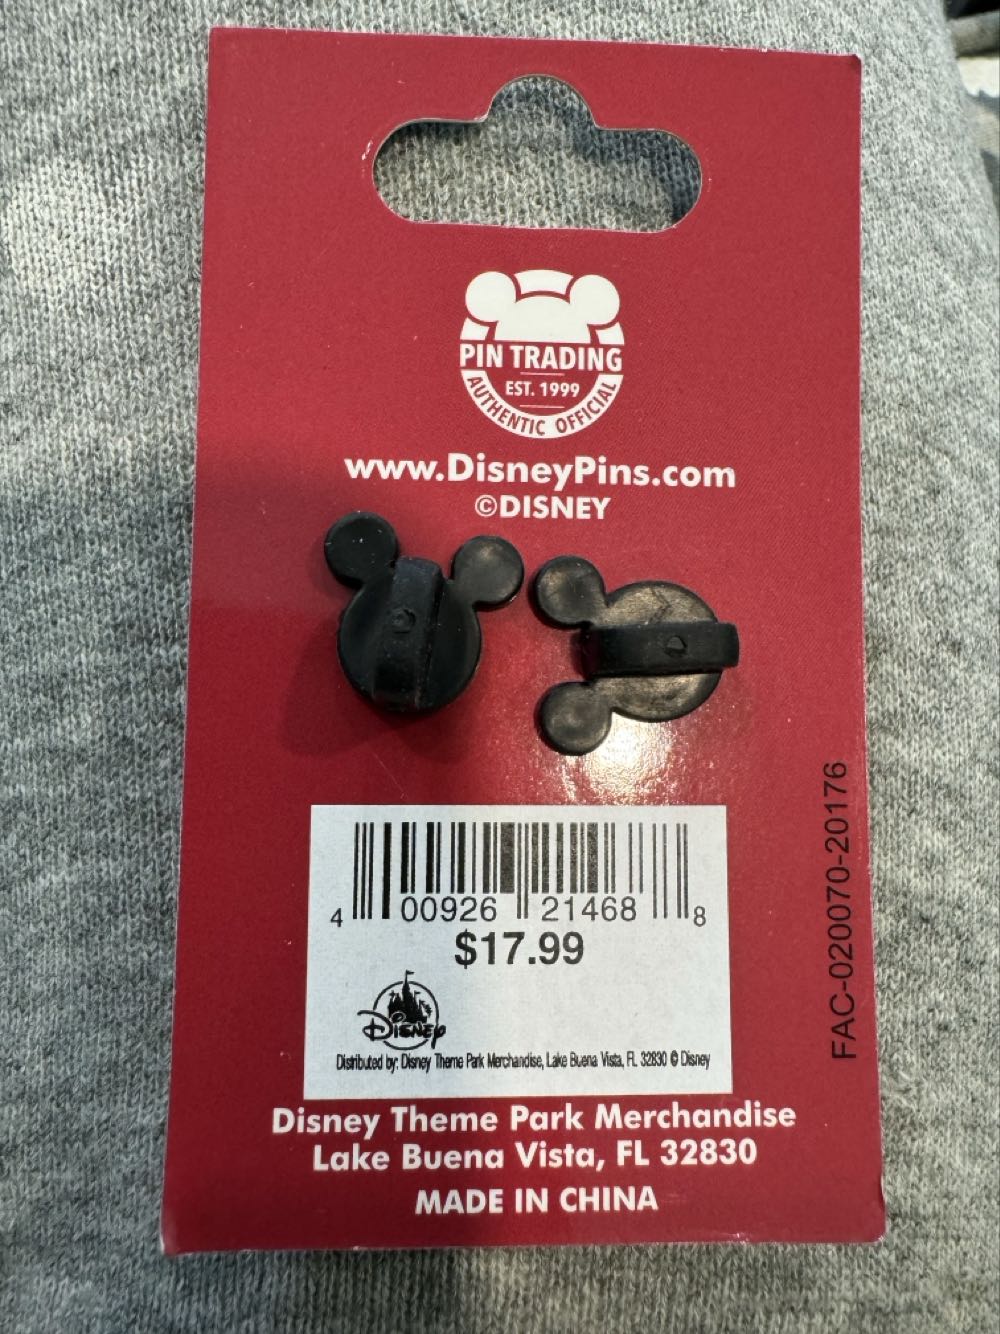 PIN TRADING
EST. 1999
AUTHENTIC OFFICIAL
www.DisneyPins.com
©DISNEY
4 00926 21468 8
$17.99
Disney
Distributed by: Disney Theme Park Merchandise, Lake Buena Vista, FL 32830 © Disney
FAC-020070-20176
Disney Theme Park Merchandise
Lake Buena Vista, FL 32830
MADE IN CHINA